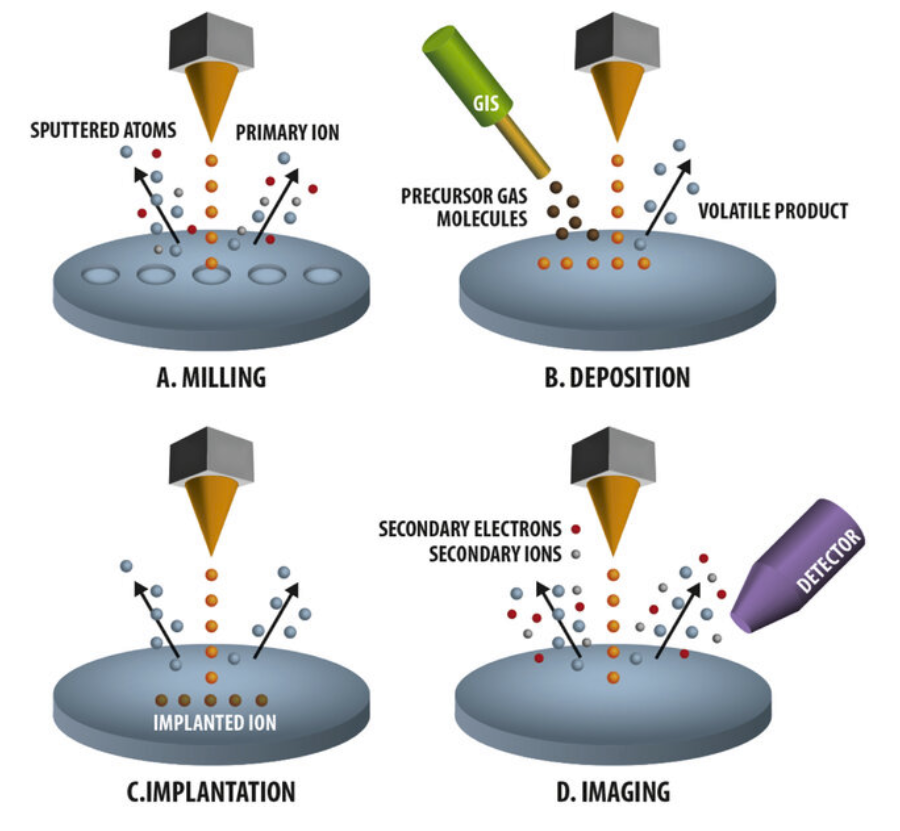 SPUTTERED ATOMS
PRIMARY ION
A. MILLING
GIS
PRECURSOR GAS
MOLECULES
VOLATILE PRODUCT
B. DEPOSITION
IMPLANTED ION
C.IMPLANTATION
SECONDARY ELECTRONS
SECONDARY IONS
DETECTOR
D. IMAGING